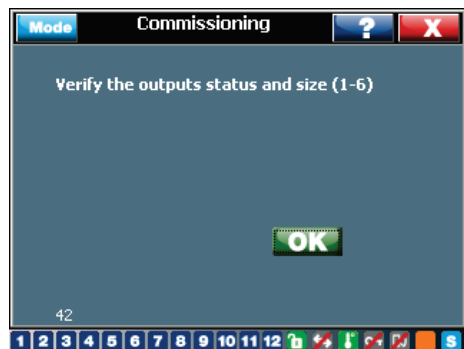 Mode Commissioning ? X
Verify the outputs status and size (1-6)
OK
42
1 2 3 4 5 6 7 8 9 10 11 12 S